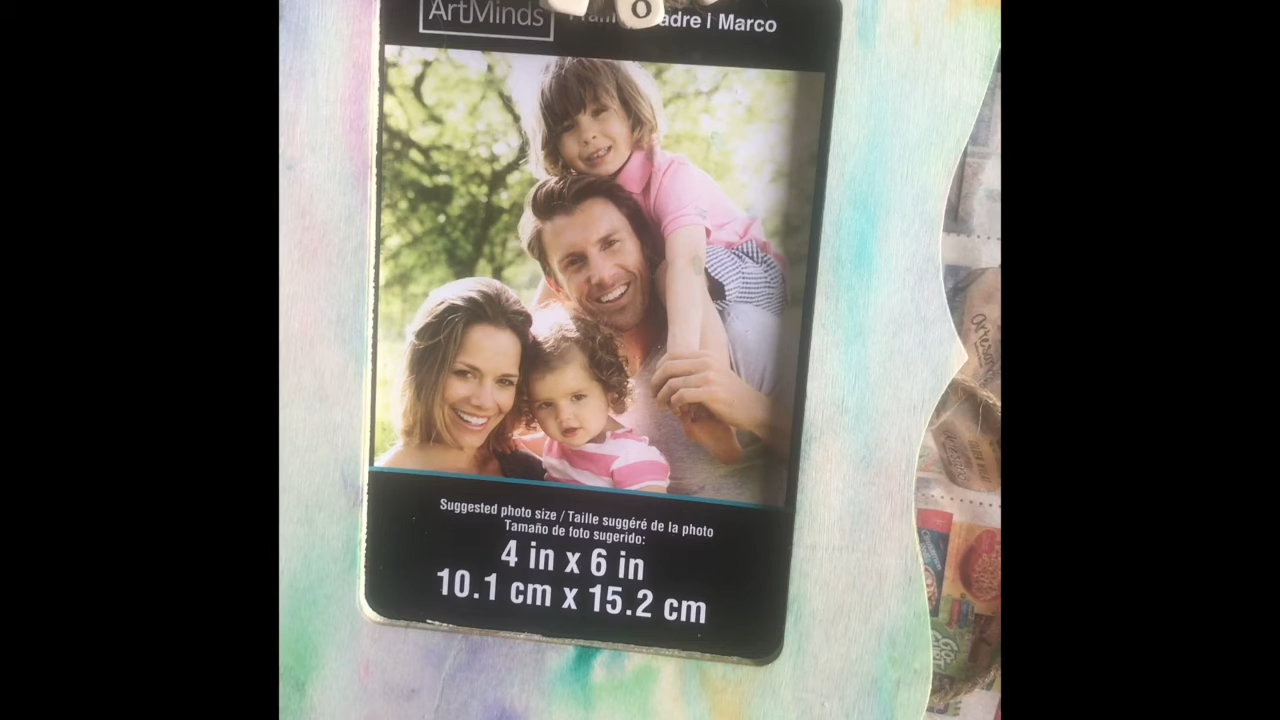 ArtMinds
o
adre | Marco
Suggested photo size / Taille suggéré de la photo
Tamaño de foto sugerido:
4 in x 6 in
10.1 cm x 15.2 cm